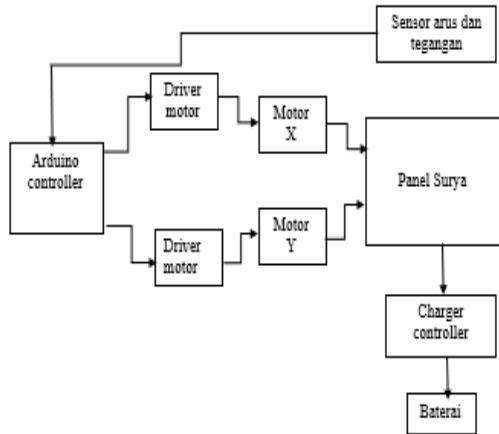 Sensor arus dan
tegangan
Driver
motor
Motor
X
Arduino
controller
Panel Surya
Driver
motor
Motor
Y
Charger
controller
Baterai